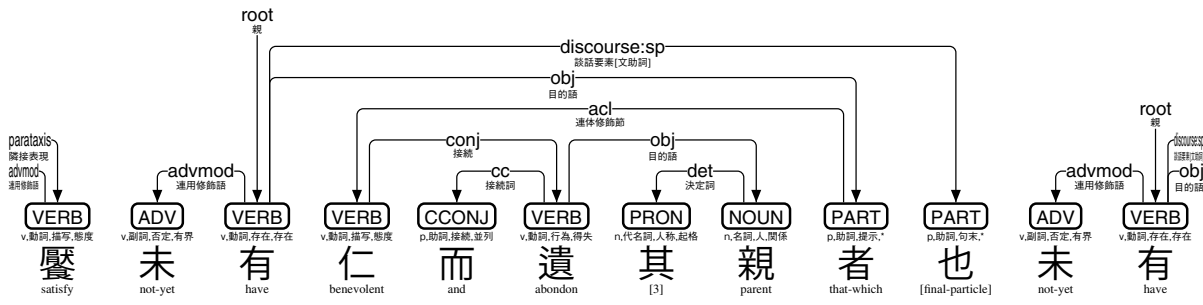 root
親
discourse:sp
談話要素[文助詞]
obj
目的語
acl
連体修飾節
root
親
parataxis
隣接表現
conj
接続
obj
目的語
discourse:sp
談話要素[文助詞]
advmod
連用修飾語
advmod
連用修飾語
cc
接続詞
det
決定詞
advmod
連用修飾語
obj
目的語
VERB ADV VERB VERB CCONJ VERB PRON NOUN PART PART ADV VERB
v,動詞,描写,態度 v,副詞,否定,有界 v,動詞,存在,存在 v,動詞,描写,態度 p,助詞,接続,並列 v,動詞,行為,得失 n,代名詞,人称,起格 n,名詞,人,関係 p,助詞,提示,* p,助詞,句末,* v,副詞,否定,有界 v,動詞,存在,存在
饜 未 有 仁 而 遺 其 親 者 也 未 有
satisfy not-yet have benevolent and abondon [3] parent that-which [final-particle] not-yet have